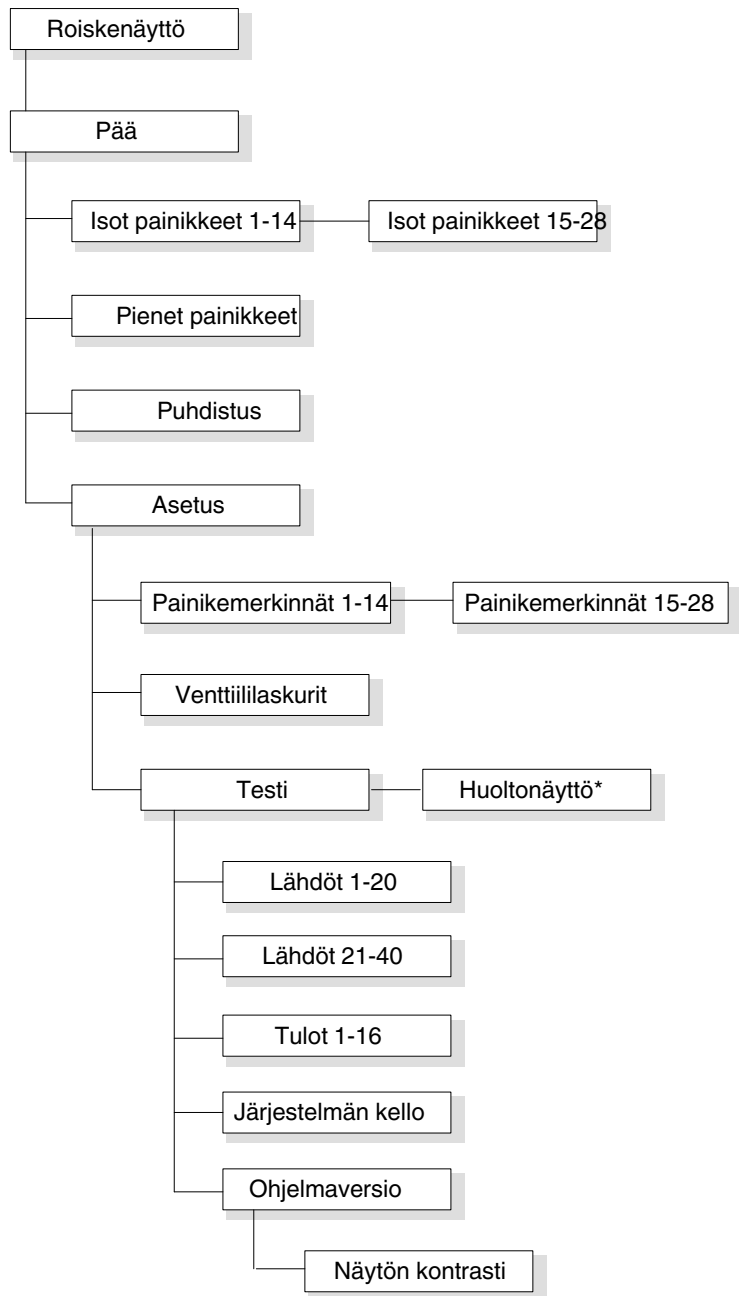 Roiskenäyttö
Pää
Isot painikkeet 1-14
Isot painikkeet 15-28
Pienet painikkeet
Puhdistus
Asetus
Painikemerkinnät 1-14
Painikemerkinnät 15-28
Venttiililaskurit
Testi
Huoltonäyttö*
Lähdöt 1-20
Lähdöt 21-40
Tulot 1-16
Järjestelmän kello
Ohjelmaversio
Näytön kontrasti